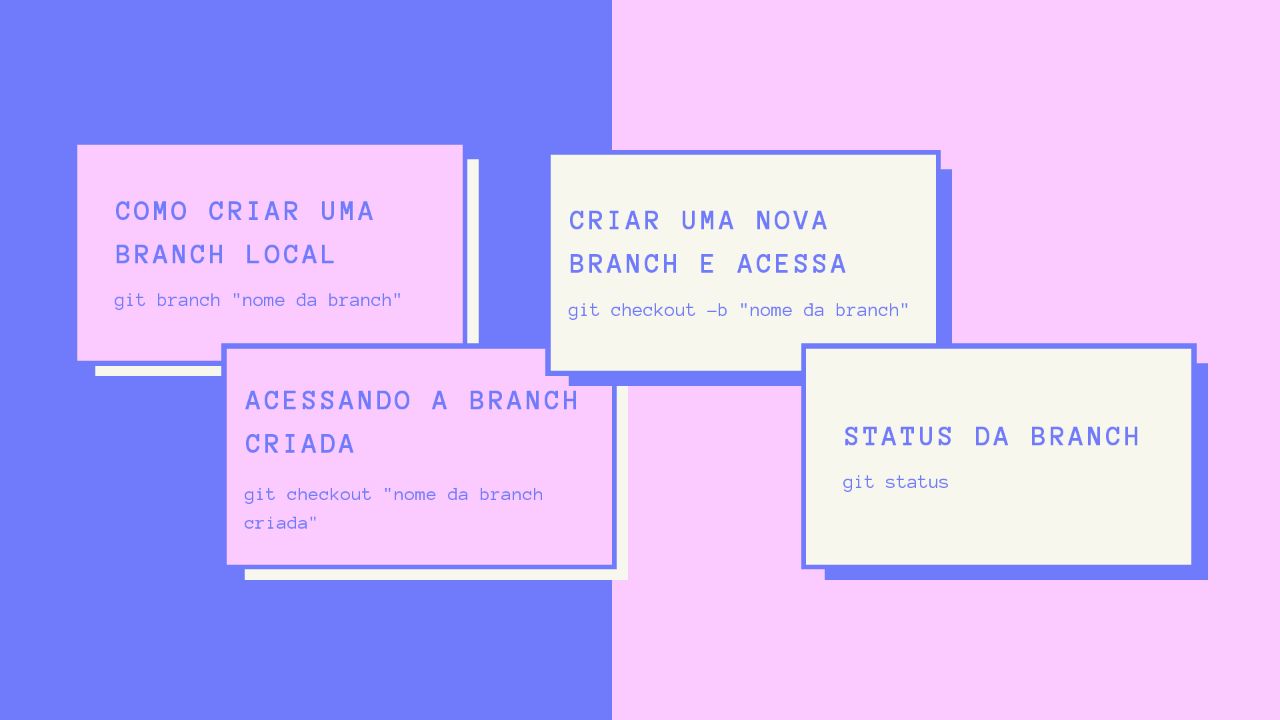 COMO CRIAR UMA
BRANCH LOCAL
git branch "nome da branch"
ACESSANDO A BRANCH
CRIADA
git checkout "nome da branch
criada"
CRIAR UMA NOVA
BRANCH E ACESSA
git checkout -b "nome da branch"
STATUS DA BRANCH
git status